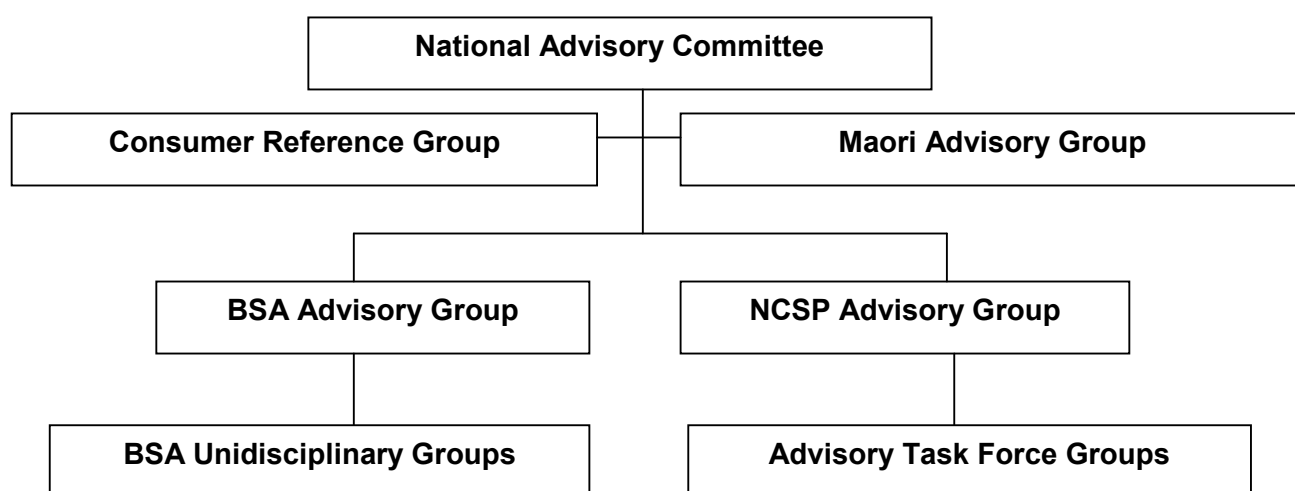 National Advisory Committee
Consumer Reference Group
Maori Advisory Group
BSA Advisory Group
NCSP Advisory Group
BSA Unidisciplinary Groups
Advisory Task Force Groups